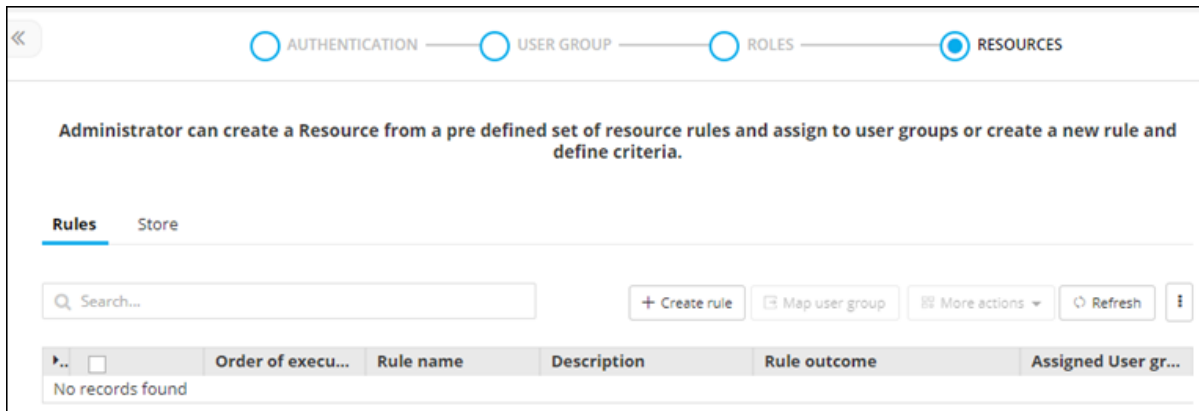 AUTHENTICATION USER GROUP ROLES RESOURCES
Administrator can create a Resource from a pre defined set of resource rules and assign to user groups or create a new rule and
define criteria.
Rules Store
Search... + Create rule Map user group More actions Refresh
Order of execu... Rule name Description Rule outcome Assigned User gr...
No records found